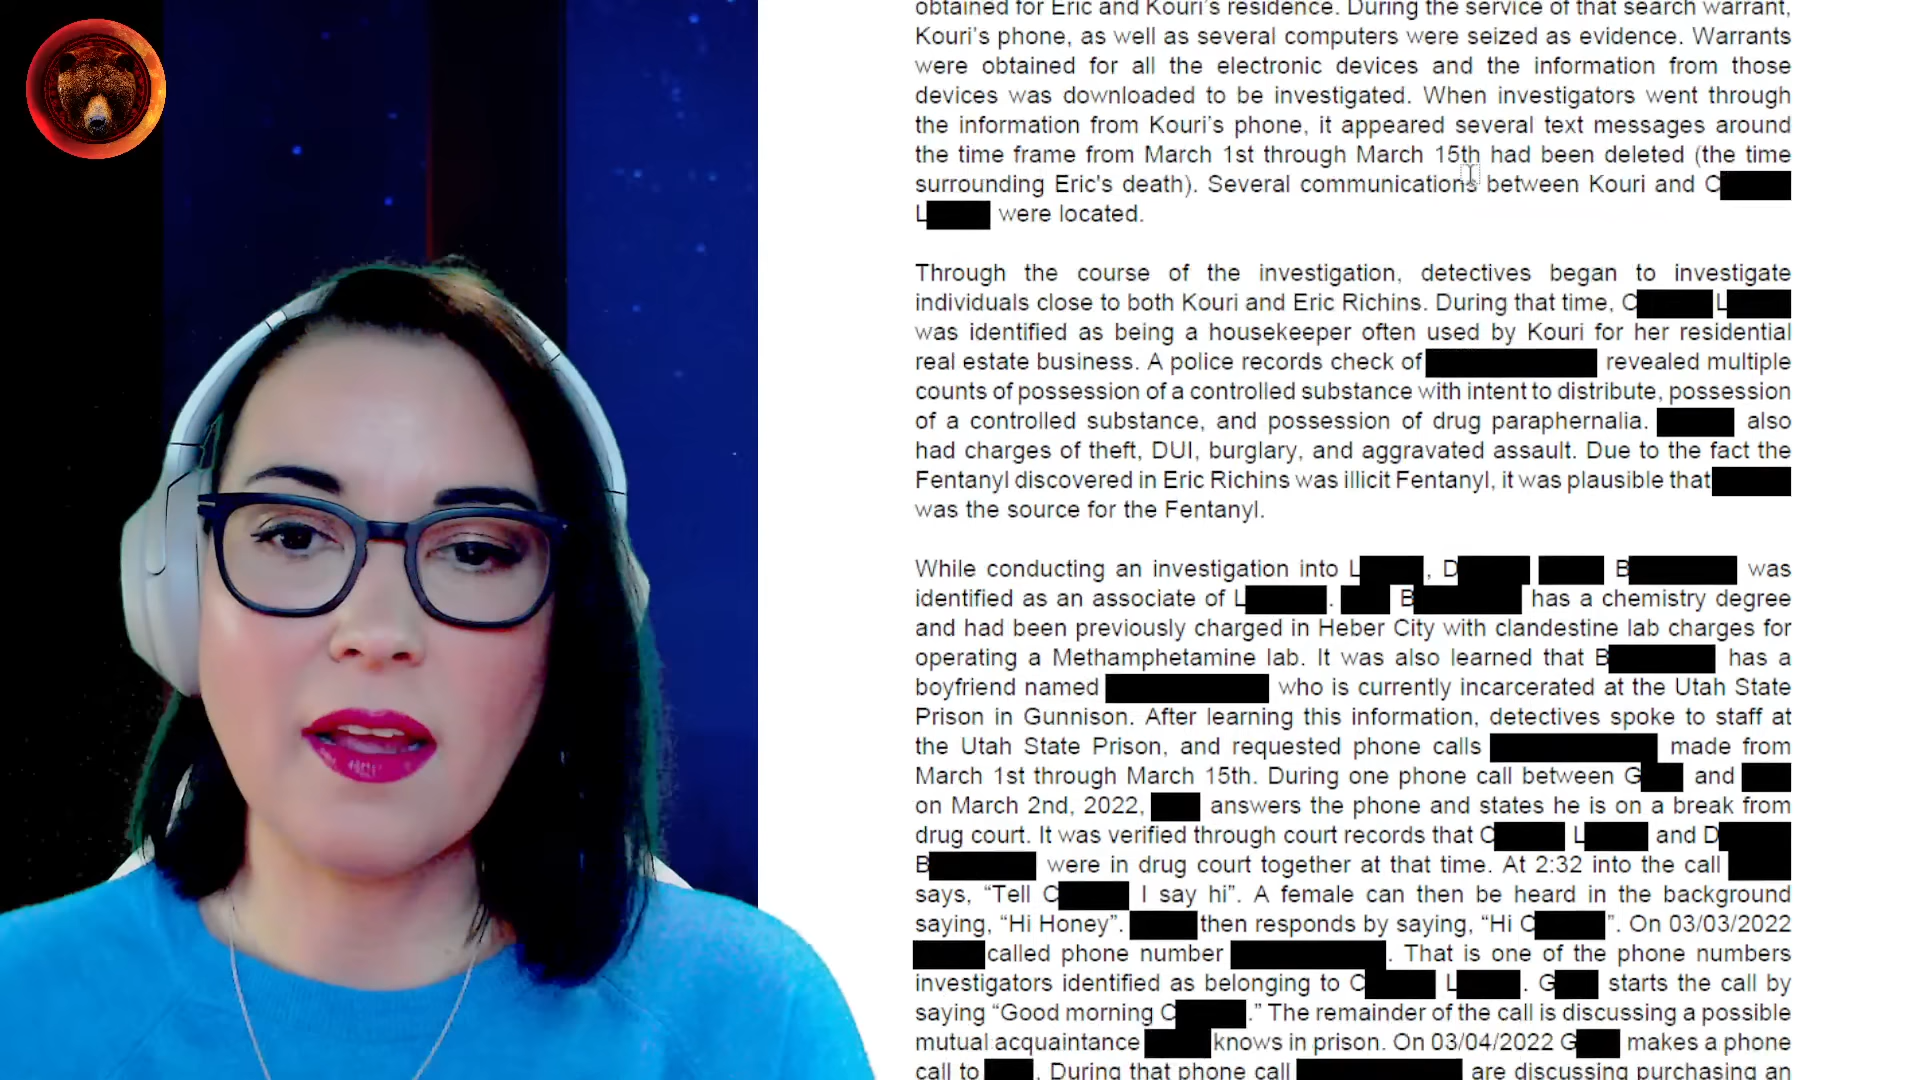 obtained for Eric and Kouri's residence. During the service of that search warrant,
Kouri's phone, as well as several computers were seized as evidence. Warrants
were obtained for all the electronic devices and the information from those
devices was downloaded to be investigated. When investigators went through
the information from Kouri's phone, it appeared several text messages around
the time frame from March 1st through March 15th had been deleted (the time
surrounding Eric's death). Several communications between Kouri and C
L were located.
Through the course of the investigation, detectives began to investigate
individuals close to both Kouri and Eric Richins. During that time, C L
was identified as being a housekeeper often used by Kouri for her residential
real estate business. A police records check of revealed multiple
counts of possession of a controlled substance with intent to distribute, possession
of a controlled substance, and possession of drug paraphernalia. also
had charges of theft, DUI, burglary, and aggravated assault. Due to the fact the
Fentanyl discovered in Eric Richins was illicit Fentanyl, it was plausible that
was the source for the Fentanyl.
While conducting an investigation into L , D B was
identified as an associate of L . B has a chemistry degree
and had been previously charged in Heber City with clandestine lab charges for
operating a Methamphetamine lab. It was also learned that B has a
boyfriend named who is currently incarcerated at the Utah State
Prison in Gunnison. After learning this information, detectives spoke to staff at
the Utah State Prison, and requested phone calls made from
March 1st through March 15th. During one phone call between G and
on March 2nd, 2022, answers the phone and states he is on a break from
drug court. It was verified through court records that C L and D
B were in drug court together at that time. At 2:32 into the call
says, “Tell C I say hi”. A female can then be heard in the background
saying, “Hi Honey”. then responds by saying, “Hi C ”. On 03/03/2022
called phone number . That is one of the phone numbers
investigators identified as belonging to C L . G starts the call by
saying “Good morning C .” The remainder of the call is discussing a possible
mutual acquaintance knows in prison. On 03/04/2022 G makes a phone
call to . During that phone call are discussing purchasing an